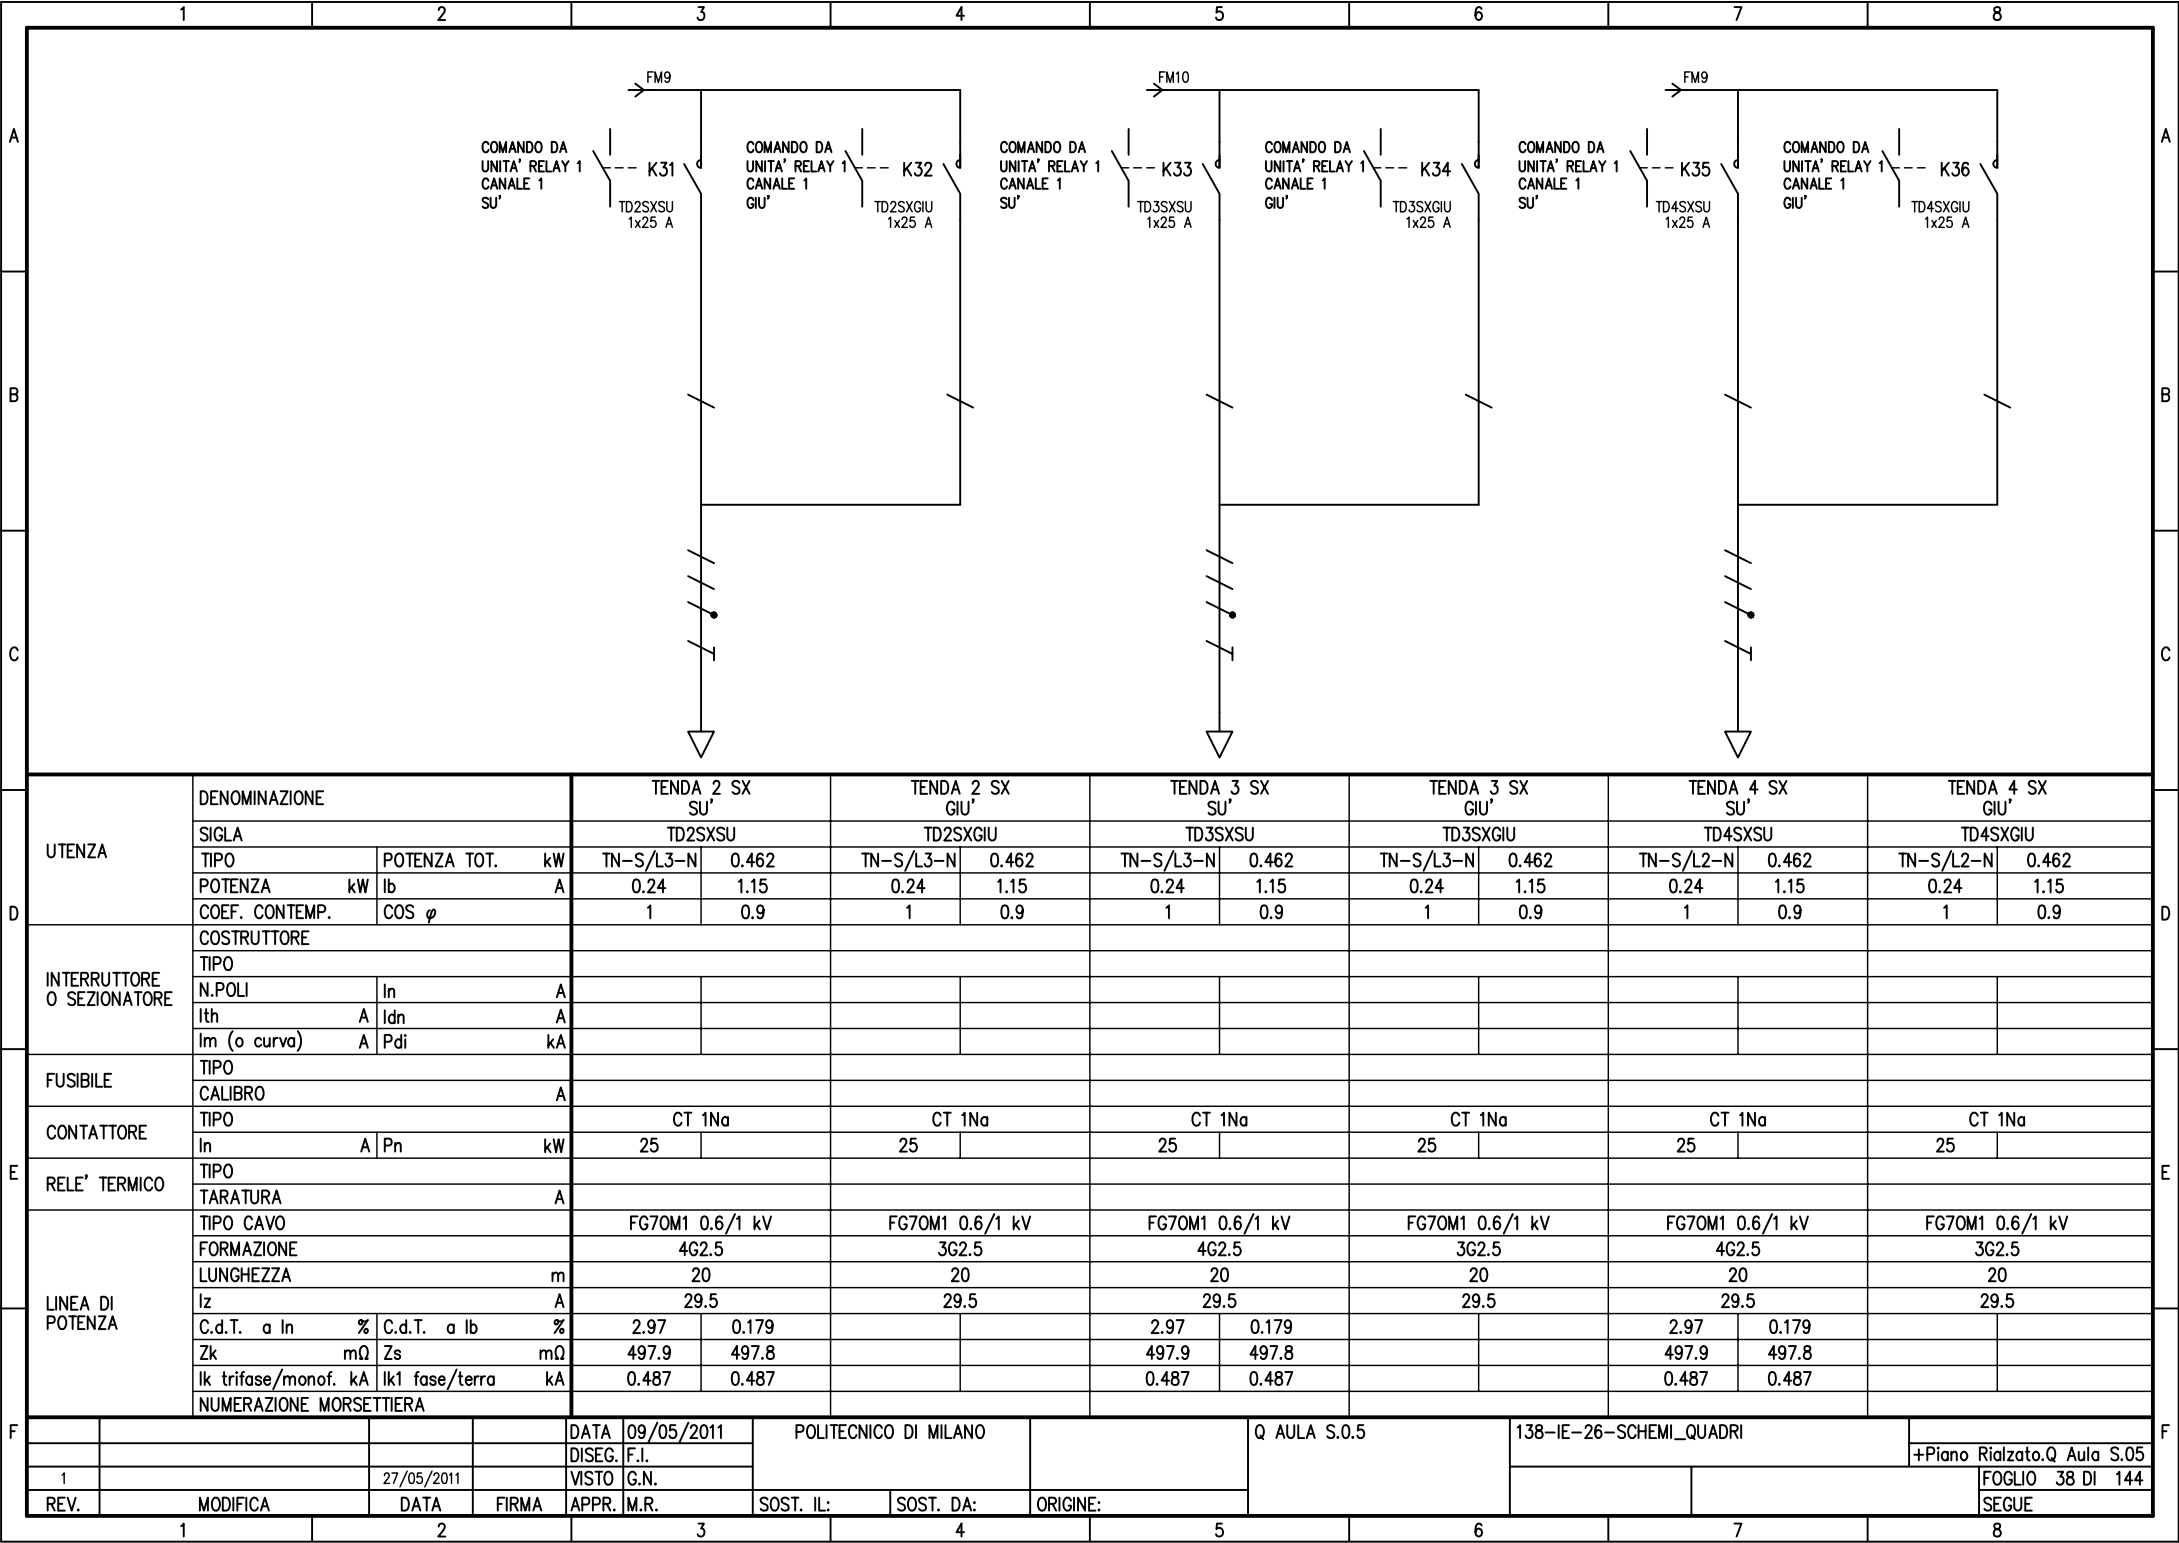 1 2 3 4 5 6 7 8
FM9 FM10 FM9
A A
COMANDO DA
UNITA' RELAY 1
CANALE 1
SU'
K31
TD2SXSU
1x25 A
COMANDO DA
UNITA' RELAY 1
CANALE 1
GIU'
K32
TD2SXGIU
1x25 A
COMANDO DA
UNITA' RELAY 1
CANALE 1
SU'
K33
TD3SXSU
1x25 A
COMANDO DA
UNITA' RELAY 1
CANALE 1
GIU'
K34
TD3SXGIU
1x25 A
COMANDO DA
UNITA' RELAY 1
CANALE 1
SU'
K35
TD4SXSU
1x25 A
COMANDO DA
UNITA' RELAY 1
CANALE 1
GIU'
K36
TD4SXGIU
1x25 A
B B
C C
D D
E E
F F
UTENZA
DENOMINAZIONE TENDA 2 SX SU' TENDA 2 SX GIU' TENDA 3 SX SU' TENDA 3 SX GIU' TENDA 4 SX SU' TENDA 4 SX GIU'
SIGLA TD2SXSU TD2SXGIU TD3SXSU TD3SXGIU TD4SXSU TD4SXGIU
TIPO POTENZA TOT. kW TN-S/L3-N 0.462 TN-S/L3-N 0.462 TN-S/L3-N 0.462 TN-S/L3-N 0.462 TN-S/L2-N 0.462 TN-S/L2-N 0.462
POTENZA kW Ib A 0.24 1.15 0.24 1.15 0.24 1.15 0.24 1.15 0.24 1.15 0.24 1.15
COEF. CONTEMP. COS φ 1 0.9 1 0.9 1 0.9 1 0.9 1 0.9 1 0.9
INTERRUTTORE
O SEZIONATORE
COSTRUTTORE
TIPO
N.POLI In A
Ith A Idn A
Im (o curva) A Pdi kA
FUSIBILE
TIPO
CALIBRO A
CONTATTORE
TIPO CT 1Na CT 1Na CT 1Na CT 1Na CT 1Na CT 1Na
In A Pn kW 25 25 25 25 25 25
RELE' TERMICO
TIPO
TARATURA A
LINEA DI
POTENZA
TIPO CAVO FG7OM1 0.6/1 kV FG7OM1 0.6/1 kV FG7OM1 0.6/1 kV FG7OM1 0.6/1 kV FG7OM1 0.6/1 kV FG7OM1 0.6/1 kV
FORMAZIONE 4G2.5 3G2.5 4G2.5 3G2.5 4G2.5 3G2.5
LUNGHEZZA m 20 20 20 20 20 20
Iz A 29.5 29.5 29.5 29.5 29.5 29.5
C.d.T. a In % C.d.T. a Ib % 2.97 0.179 2.97 0.179 2.97 0.179
Zk mΩ Zs mΩ 497.9 497.8 497.9 497.8 497.9 497.8
Ik trifase/monof. kA Ik1 fase/terra kA 0.487 0.487 0.487 0.487 0.487 0.487
NUMERAZIONE MORSETTIERA
DATA 09/05/2011 POLITECNICO DI MILANO Q AULA S.0.5 138-IE-26-SCHEMI_QUADRI
DISEG. F.I. +Piano Rialzato.Q Aula S.05
1 27/05/2011 VISTO G.N. FOGLIO 38 DI 144
REV. MODIFICA DATA FIRMA APPR. M.R. SOST. IL: SOST. DA: ORIGINE: SEGUE
1 2 3 4 5 6 7 8